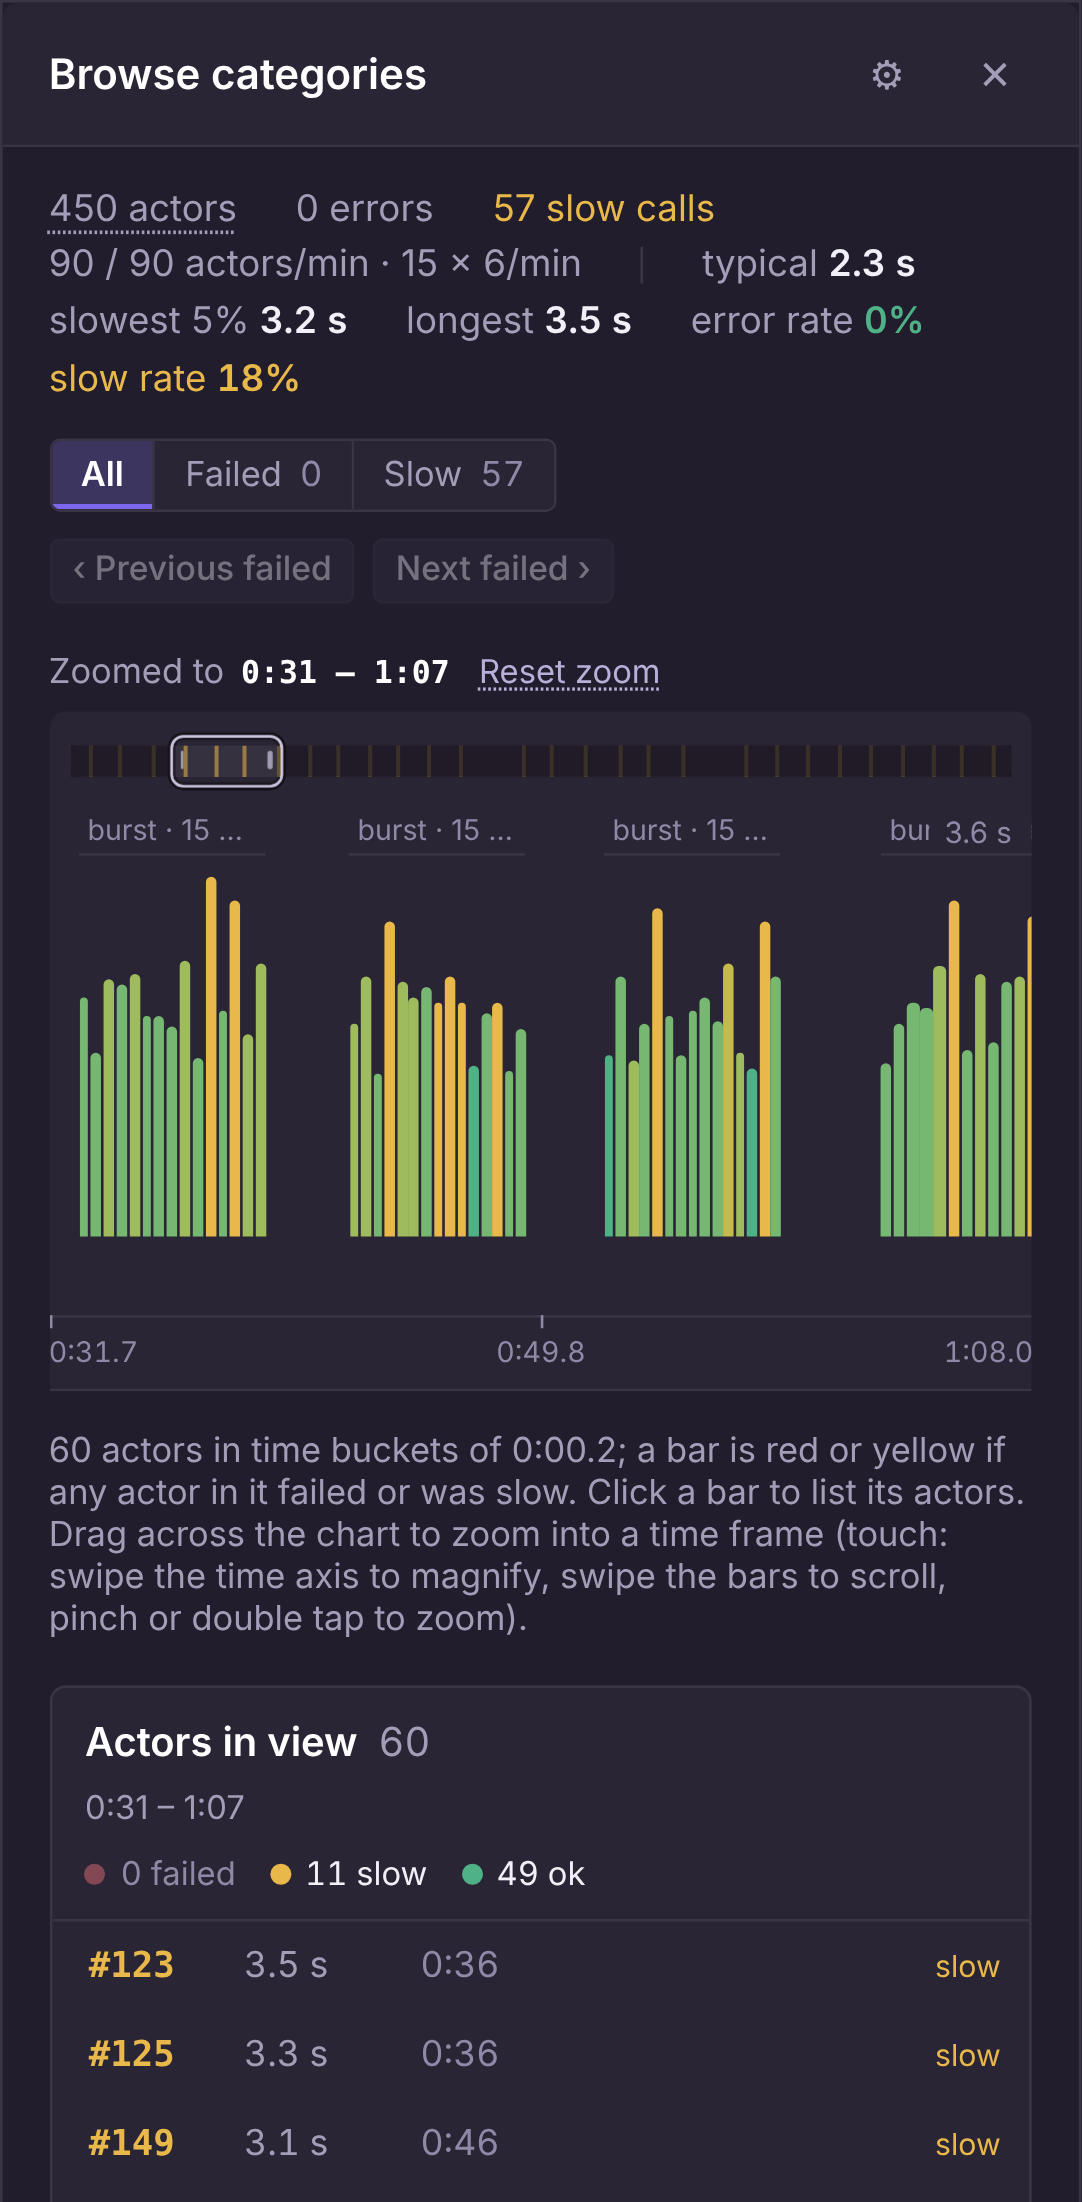 Browse categories
450 actors 0 errors 57 slow calls
90 / 90 actors/min · 15 × 6/min typical 2.3 s
slowest 5% 3.2 s longest 3.5 s error rate 0%
slow rate 18%
All Failed 0 Slow 57
‹ Previous failed Next failed ›
Zoomed to 0:31 – 1:07 Reset zoom
burst · 15 ... burst · 15 ... burst · 15 ... bur 3.6 s
0:31.7 0:49.8 1:08.0
60 actors in time buckets of 0:00.2; a bar is red or yellow if
any actor in it failed or was slow. Click a bar to list its actors.
Drag across the chart to zoom into a time frame (touch:
swipe the time axis to magnify, swipe the bars to scroll,
pinch or double tap to zoom).
Actors in view 60
0:31 – 1:07
0 failed 11 slow 49 ok
#123 3.5 s 0:36 slow
#125 3.3 s 0:36 slow
#149 3.1 s 0:46 slow